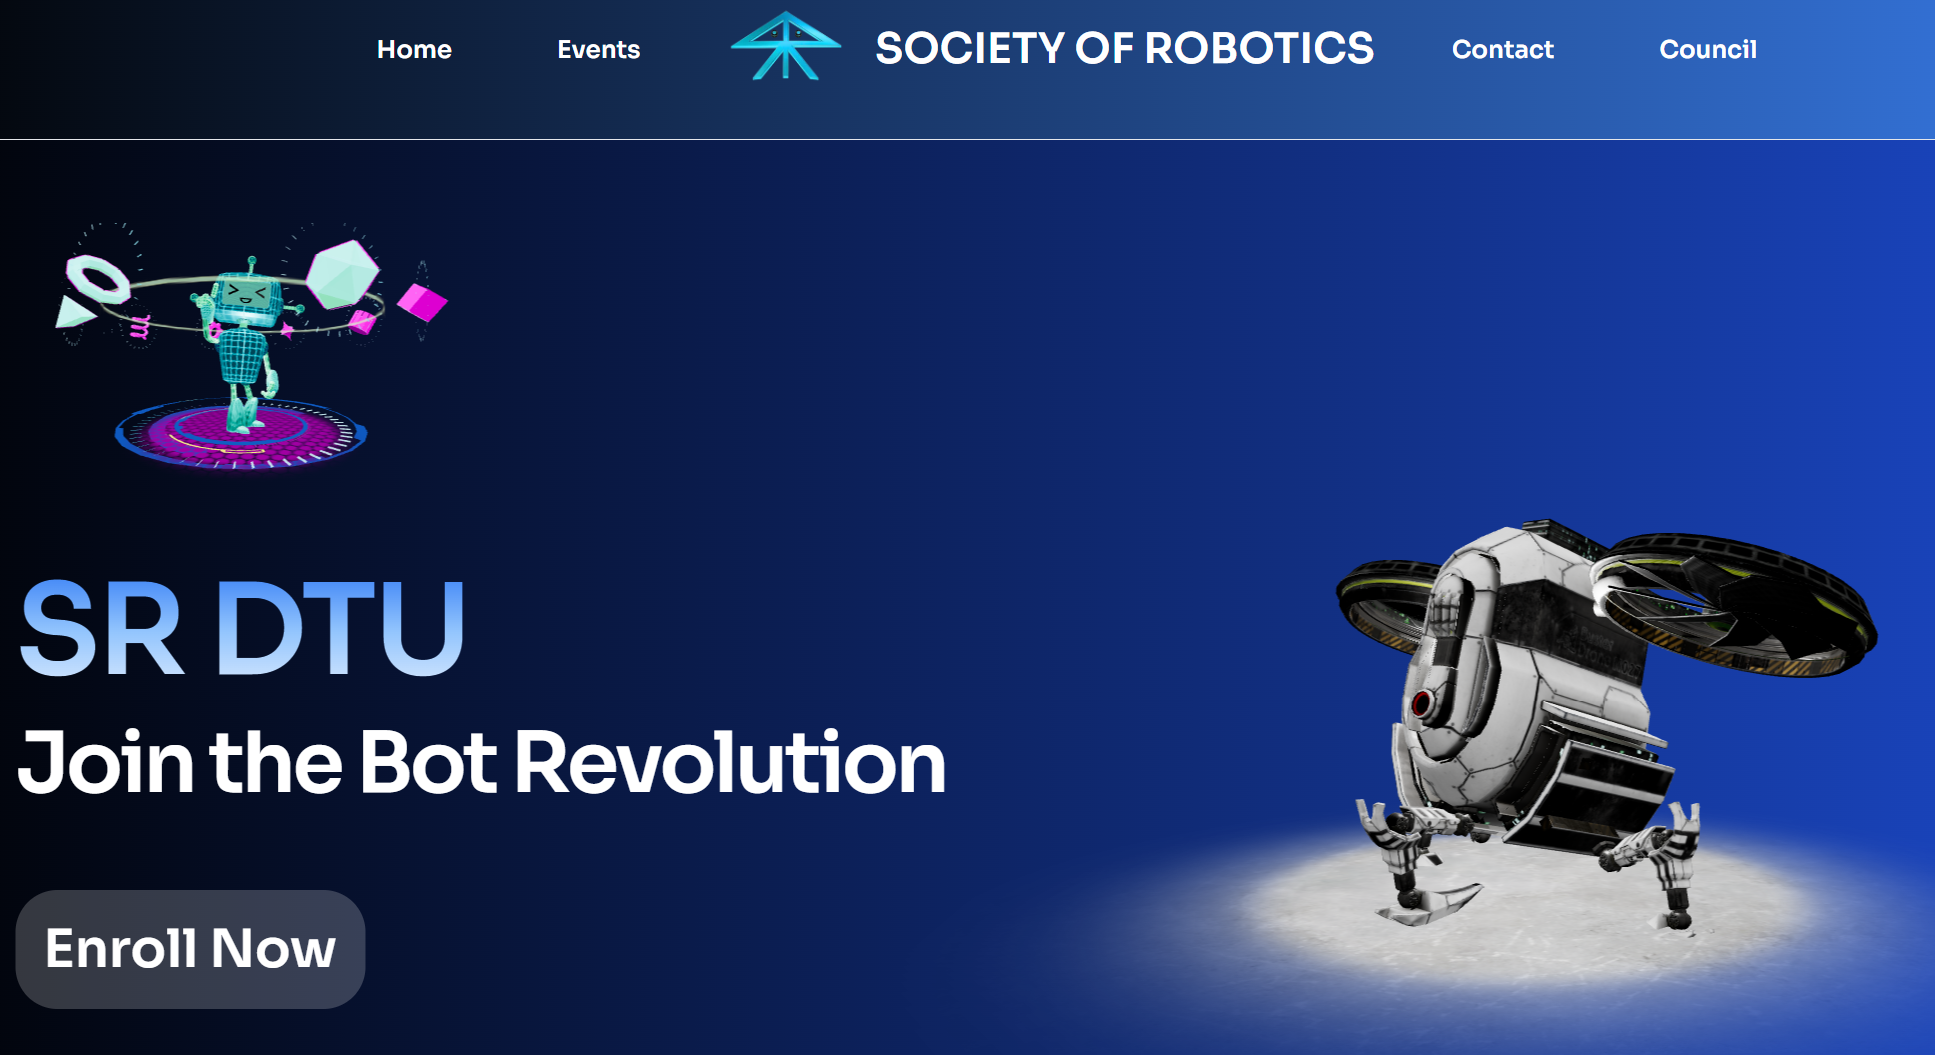 Home
Events
SOCIETY OF ROBOTICS
Contact
Council
SR DTU
Join the Bot Revolution
Enroll Now